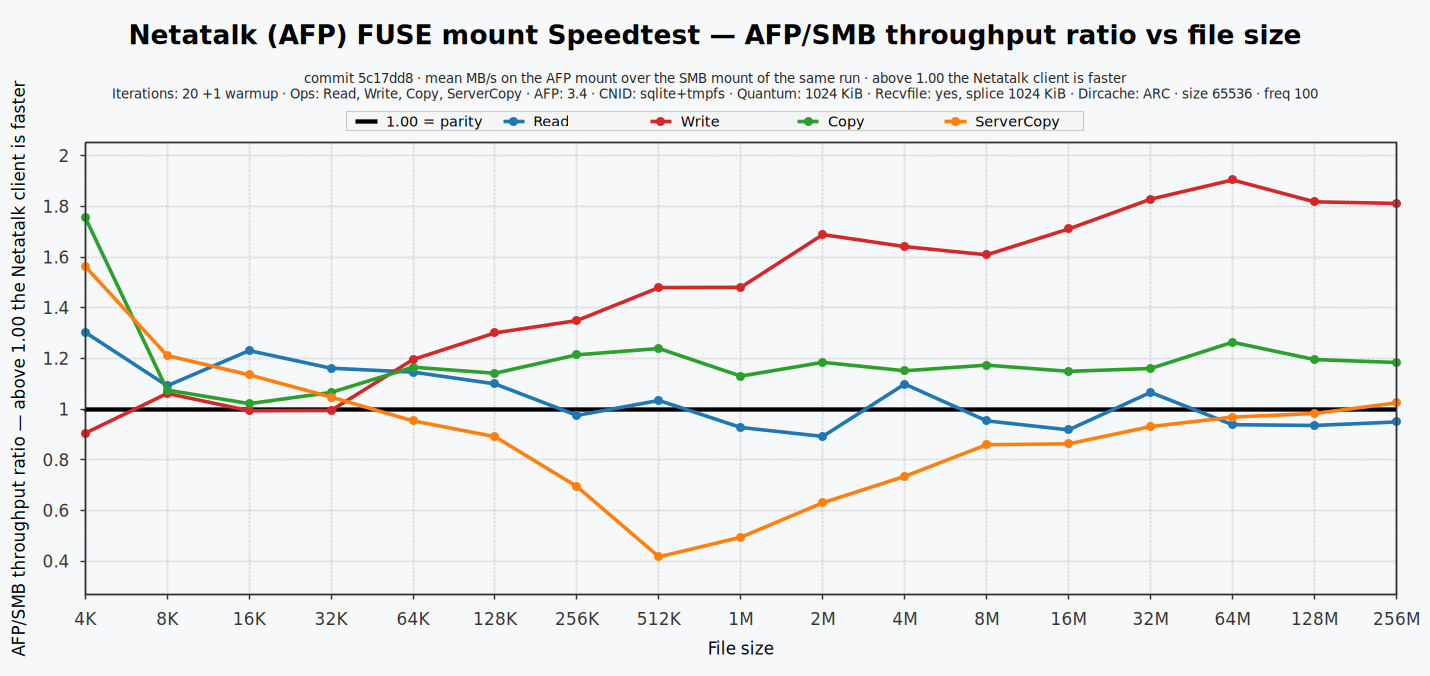 Netatalk (AFP) FUSE mount Speedtest — AFP/SMB throughput ratio vs file size
commit 5c17dd8 · mean MB/s on the AFP mount over the SMB mount of the same run · above 1.00 the Netatalk client is faster
Iterations: 20 +1 warmup · Ops: Read, Write, Copy, ServerCopy · AFP: 3.4 · CNID: sqlite+tmpfs · Quantum: 1024 KiB · Recvfile: yes, splice 1024 KiB · Dircache: ARC · size 65536 · freq 100
1.00 = parity Read Write Copy ServerCopy
AFP/SMB throughput ratio — above 1.00 the Netatalk client is faster
2
1.8
1.6
1.4
1.2
1
0.8
0.6
0.4
4K 8K 16K 32K 64K 128K 256K 512K 1M 2M 4M 8M 16M 32M 64M 128M 256M
File size